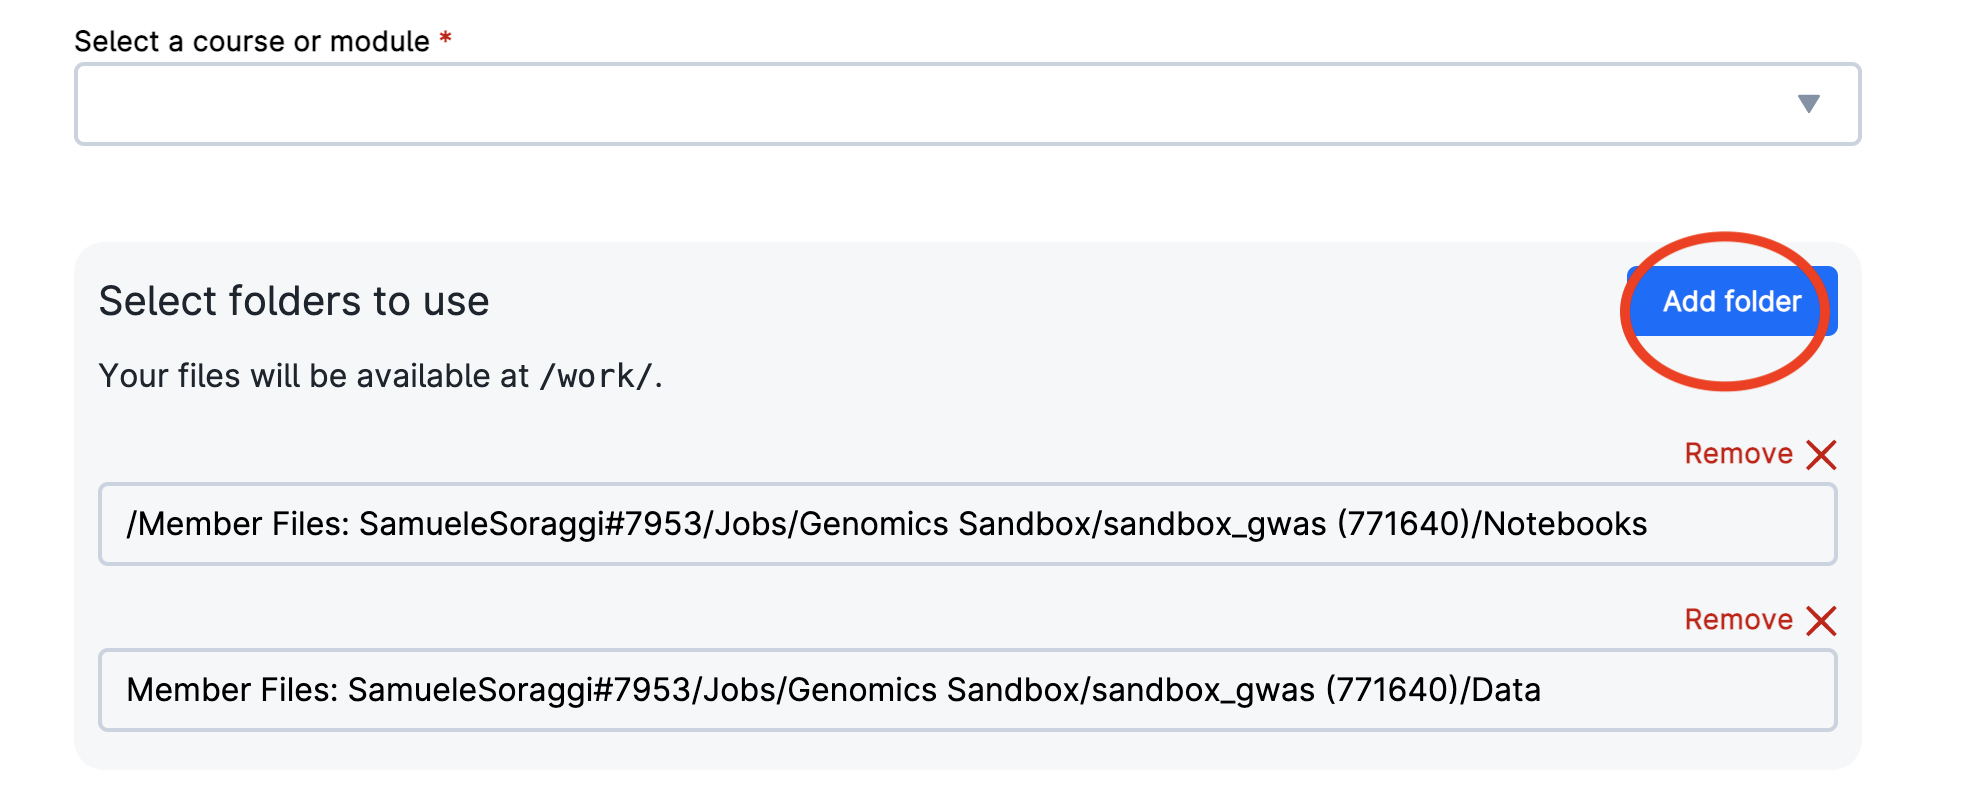 Select a course or module *
Select folders to use
Add folder
Your files will be available at /work/.
Remove
/Member Files: SamueleSoraggi#7953/Jobs/Genomics Sandbox/sandbox_gwas (771640)/Notebooks
Remove
Member Files: SamueleSoraggi#7953/Jobs/Genomics Sandbox/sandbox_gwas (771640)/Data